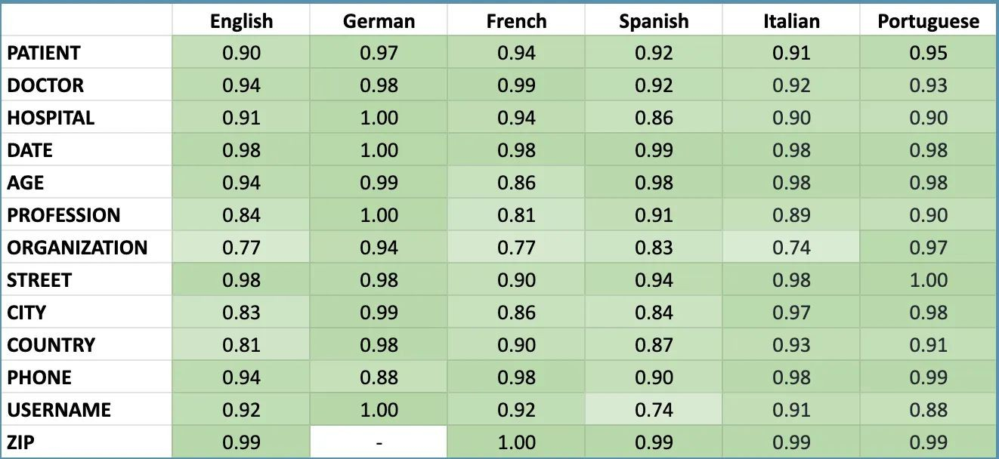 English German French Spanish Italian Portuguese
PATIENT 0.90 0.97 0.94 0.92 0.91 0.95
DOCTOR 0.94 0.98 0.99 0.92 0.92 0.93
HOSPITAL 0.91 1.00 0.94 0.86 0.90 0.90
DATE 0.98 1.00 0.98 0.99 0.98 0.98
AGE 0.94 0.99 0.86 0.98 0.98 0.98
PROFESSION 0.84 1.00 0.81 0.91 0.89 0.90
ORGANIZATION 0.77 0.94 0.77 0.83 0.74 0.97
STREET 0.98 0.98 0.90 0.94 0.98 1.00
CITY 0.83 0.99 0.86 0.84 0.97 0.98
COUNTRY 0.81 0.98 0.90 0.87 0.93 0.91
PHONE 0.94 0.88 0.98 0.90 0.98 0.99
USERNAME 0.92 1.00 0.92 0.74 0.91 0.88
ZIP 0.99 - 1.00 0.99 0.99 0.99